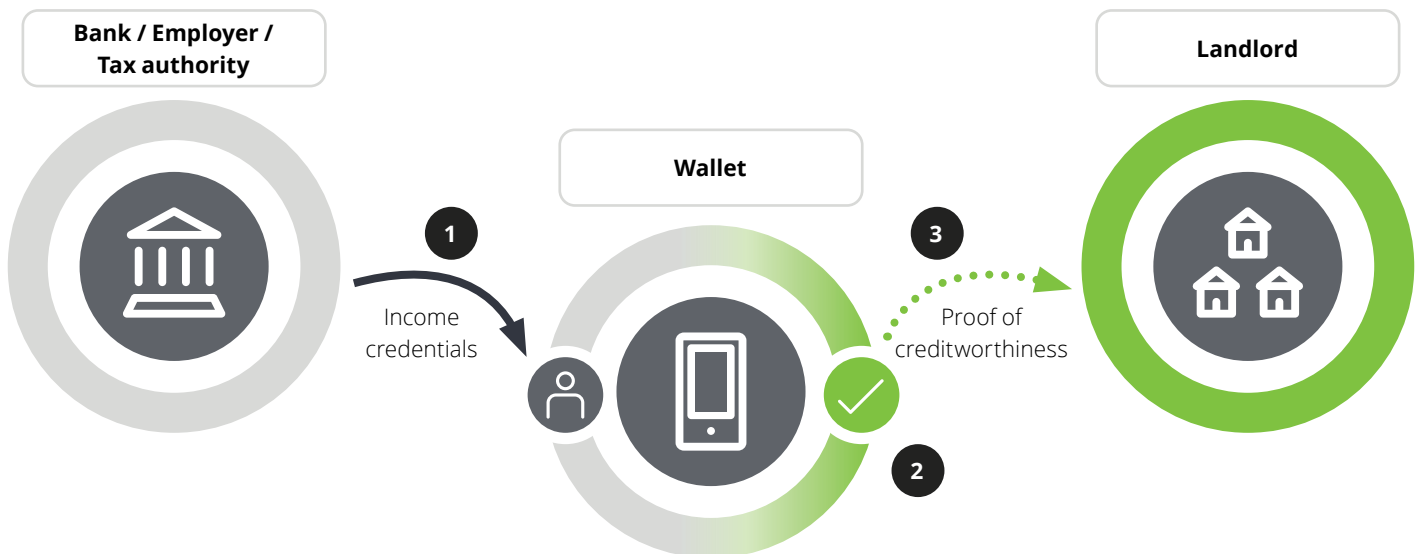 Bank / Employer /
Tax authority
Landlord
Wallet
1
3
Income
credentials
Proof of
creditworthiness
2